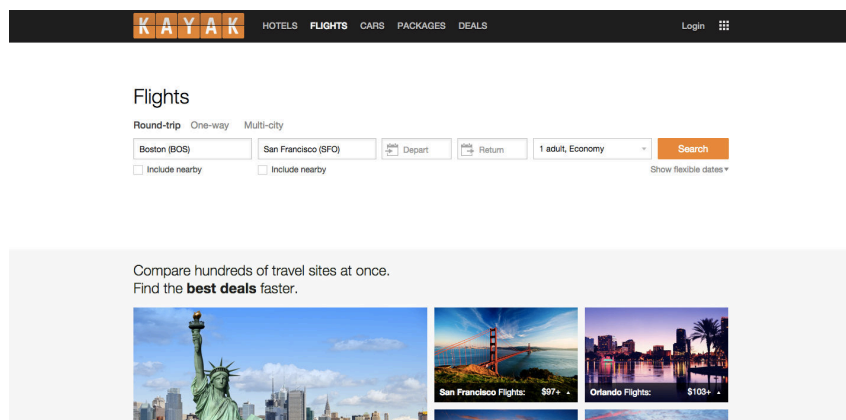 KAYAK HOTELS FLIGHTS CARS PACKAGES DEALS Login
Flights
Round-trip One-way Multi-city
Boston (BOS) San Francisco (SFO) Depart Return 1 adult, Economy Search
Include nearby Include nearby Show flexible dates
Compare hundreds of travel sites at once.
Find the best deals faster.
San Francisco Flights: $97+ Orlando Flights: $103+